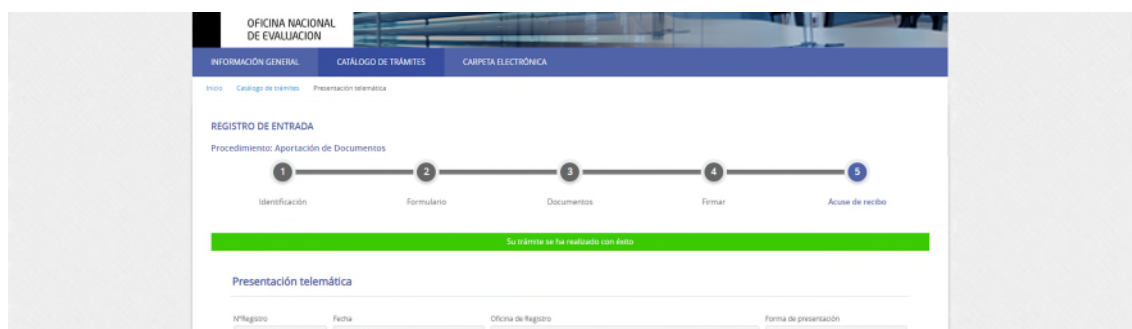 OFICINA NACIONAL
DE EVALUACION
INFORMACIÓN GENERAL CATÁLOGO DE TRÁMITES CARPETA ELECTRÓNICA
Inicio Catálogo de trámites Presentación telemática
REGISTRO DE ENTRADA
Procedimiento: Aportación de Documentos
1 2 3 4 5
Identificación Formulario Documentos Firmar Acuse de recibo
Su trámite se ha realizado con éxito
Presentación telemática
NºRegistro Fecha Oficina de Registro Forma de presentación